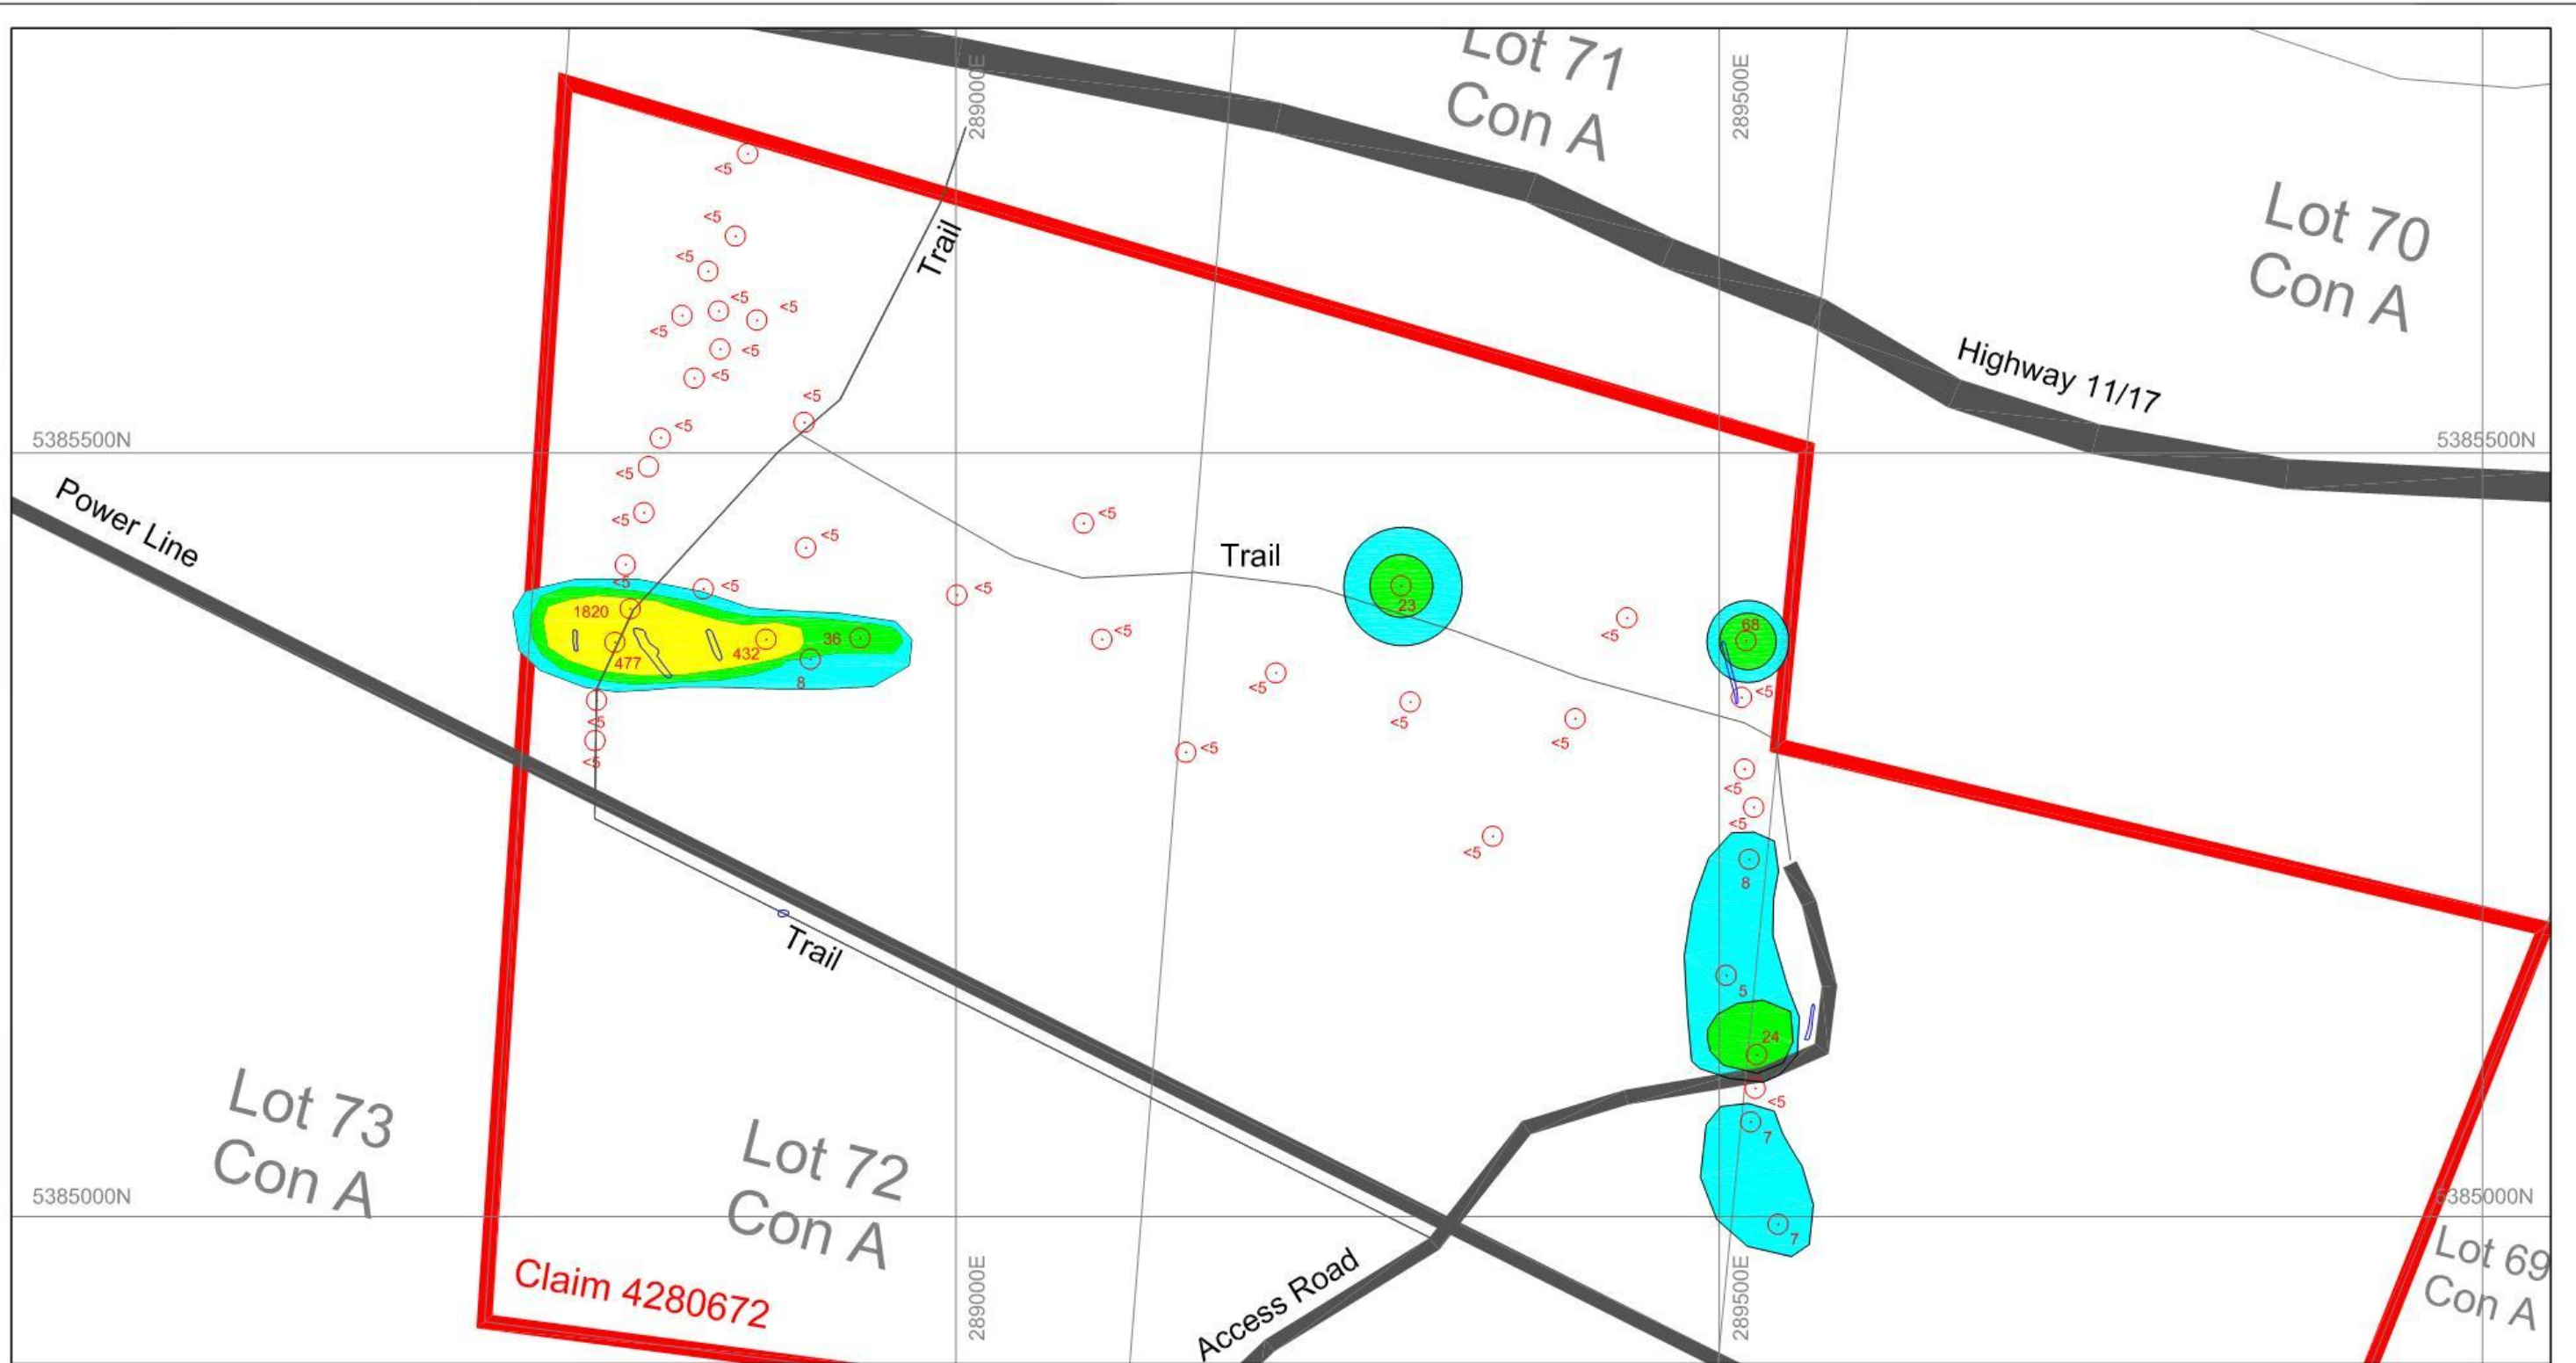 Lot 71
Con A
289000E
289500E
<5
Lot 70
Con A
Trail
<5
<5
<5
<5
<5
<5
<5
Highway 11/17
<5
<5
5385500N
5385500N
<5
Power Line
<5
<5
<5
Trail
<5
<5
<5
23
1820
36
68
477
432
8
<5
<5
<5
<5
<5
<5
<5
<5
<5
<5
<5
<5
<5
8
Trail
5
24
<5
7
Lot 73
Con A
Lot 72
Con A
5385000N
5385000N
7
Lot 69
Con A
Claim 4280672
289000E
Access Road
289500E